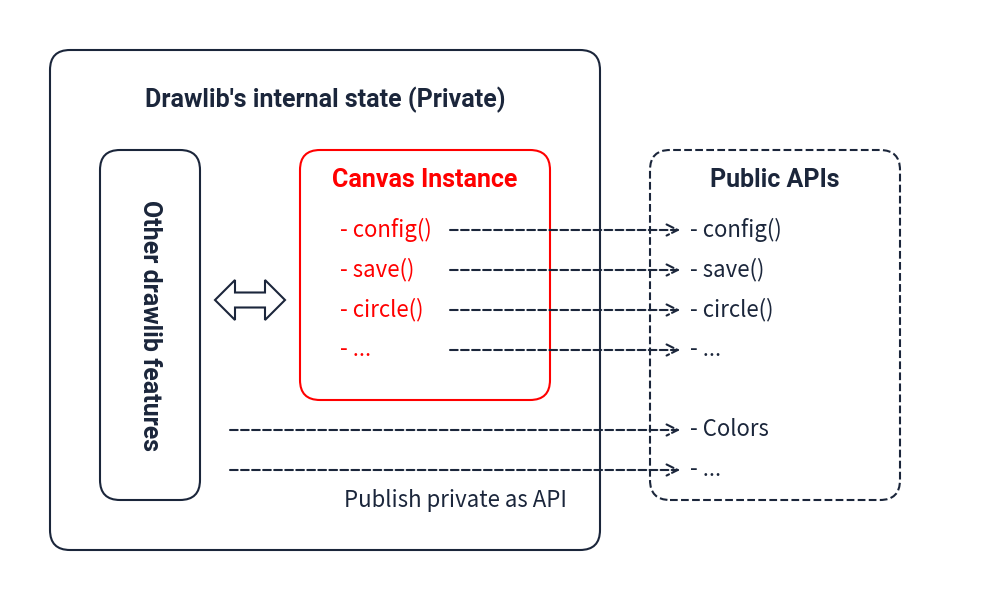 Drawlib's internal state (Private)
Other drawlib features
Canvas Instance
- config()
- save()
- circle()
- ...
Public APIs
- config()
- save()
- circle()
- ...
- Colors
- ...
Publish private as API